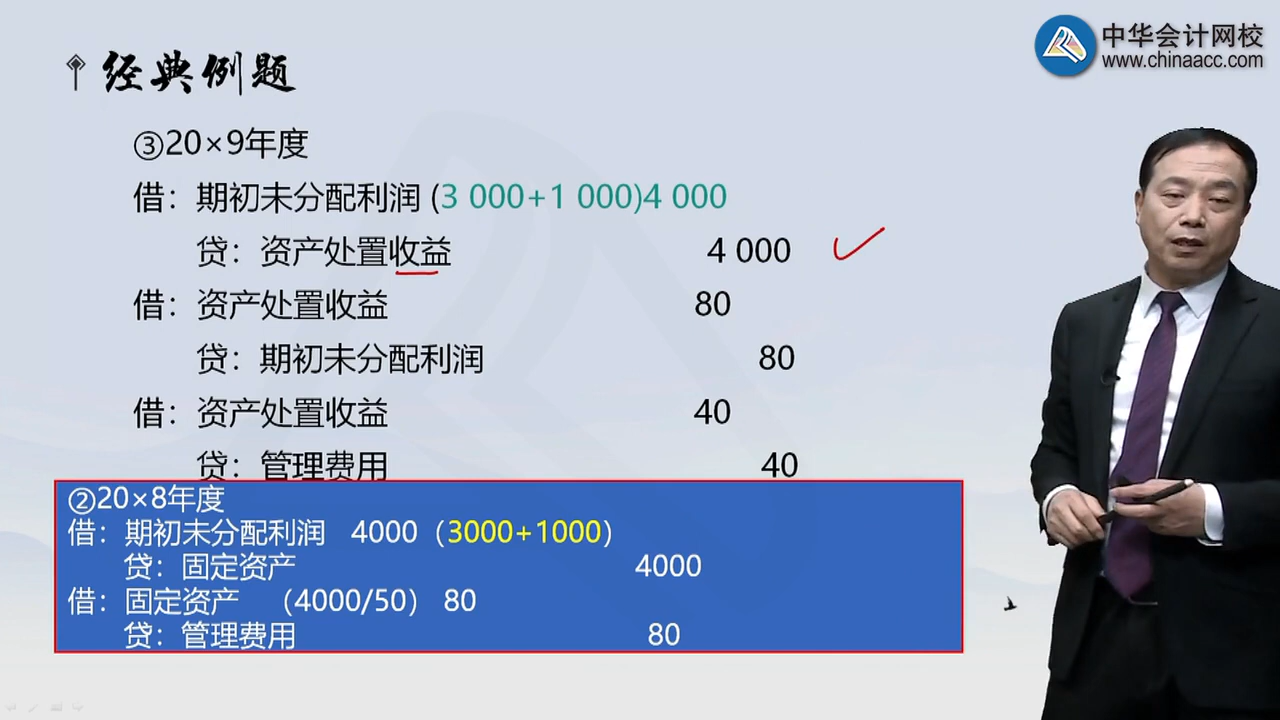 经典例题
中华会计网校
www.chinaacc.com
③20×9年度
借：期初未分配利润 (3 000+1 000)4 000
贷：资产处置收益 4 000
借：资产处置收益 80
贷：期初未分配利润 80
借：资产处置收益 40
贷：管理费用 40
②20×8年度
借：期初未分配利润 4000（3000+1000）
贷：固定资产 4000
借：固定资产 （4000/50） 80
贷：管理费用 80